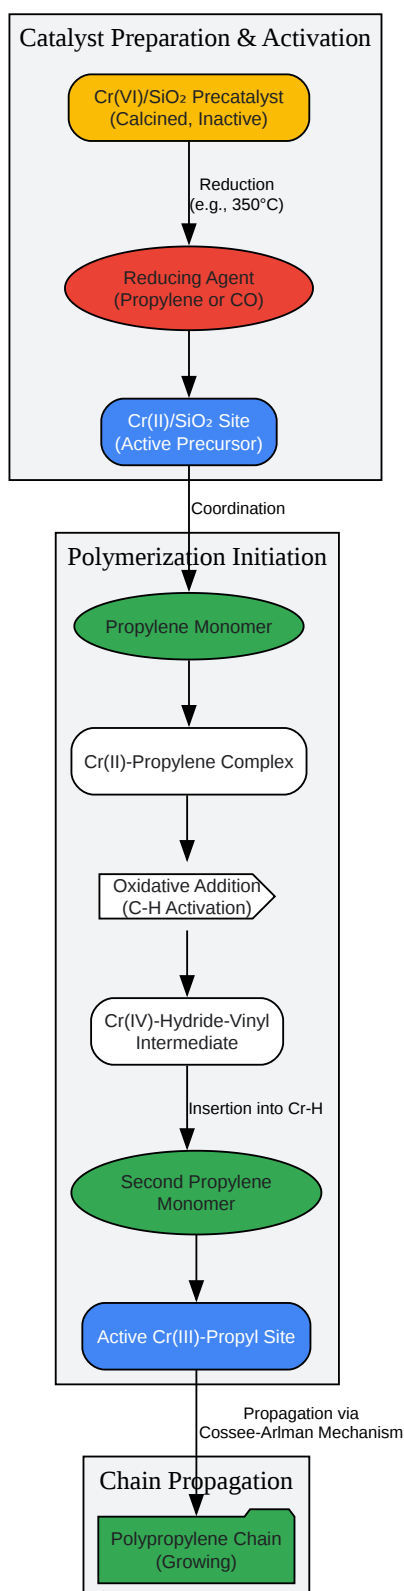 Catalyst Preparation & Activation
Cr(VI)/SiO₂ Precatalyst
(Calcined, Inactive)
Reduction
(e.g., 350°C)
Reducing Agent
(Propylene or CO)
Cr(II)/SiO₂ Site
(Active Precursor)
Coordination
Polymerization Initiation
Propylene Monomer
Cr(II)-Propylene Complex
Oxidative Addition
(C-H Activation)
Cr(IV)-Hydride-Vinyl
Intermediate
Insertion into Cr-H
Second Propylene
Monomer
Active Cr(III)-Propyl Site
Propagation via
Cossee-Arlman Mechanism
Chain Propagation
Polypropylene Chain
(Growing)